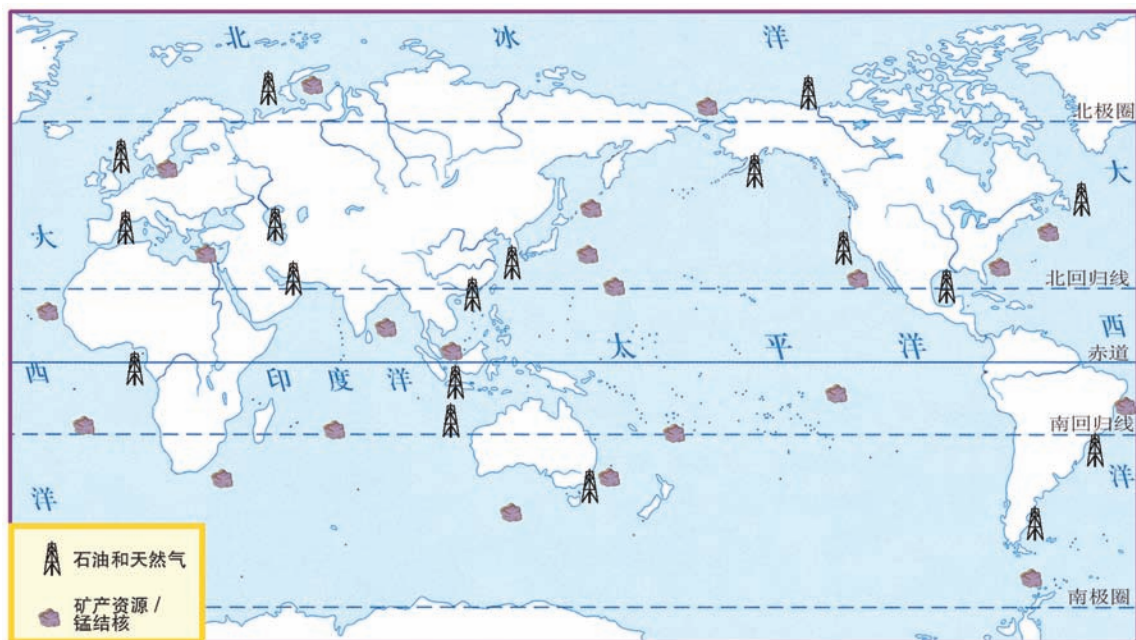 北冰洋
北极圈
大
大
北回归线
西
太平洋
赤道
西
印度洋
南回归线
洋
洋
石油和天然气
矿产资源 /
锰结核
南极圈